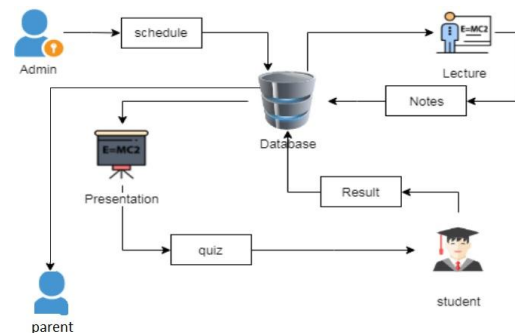 schedule
E=MC2
Admin
Lecture
Notes
Database
E=MC2
Presentation
Result
quiz
student
parent